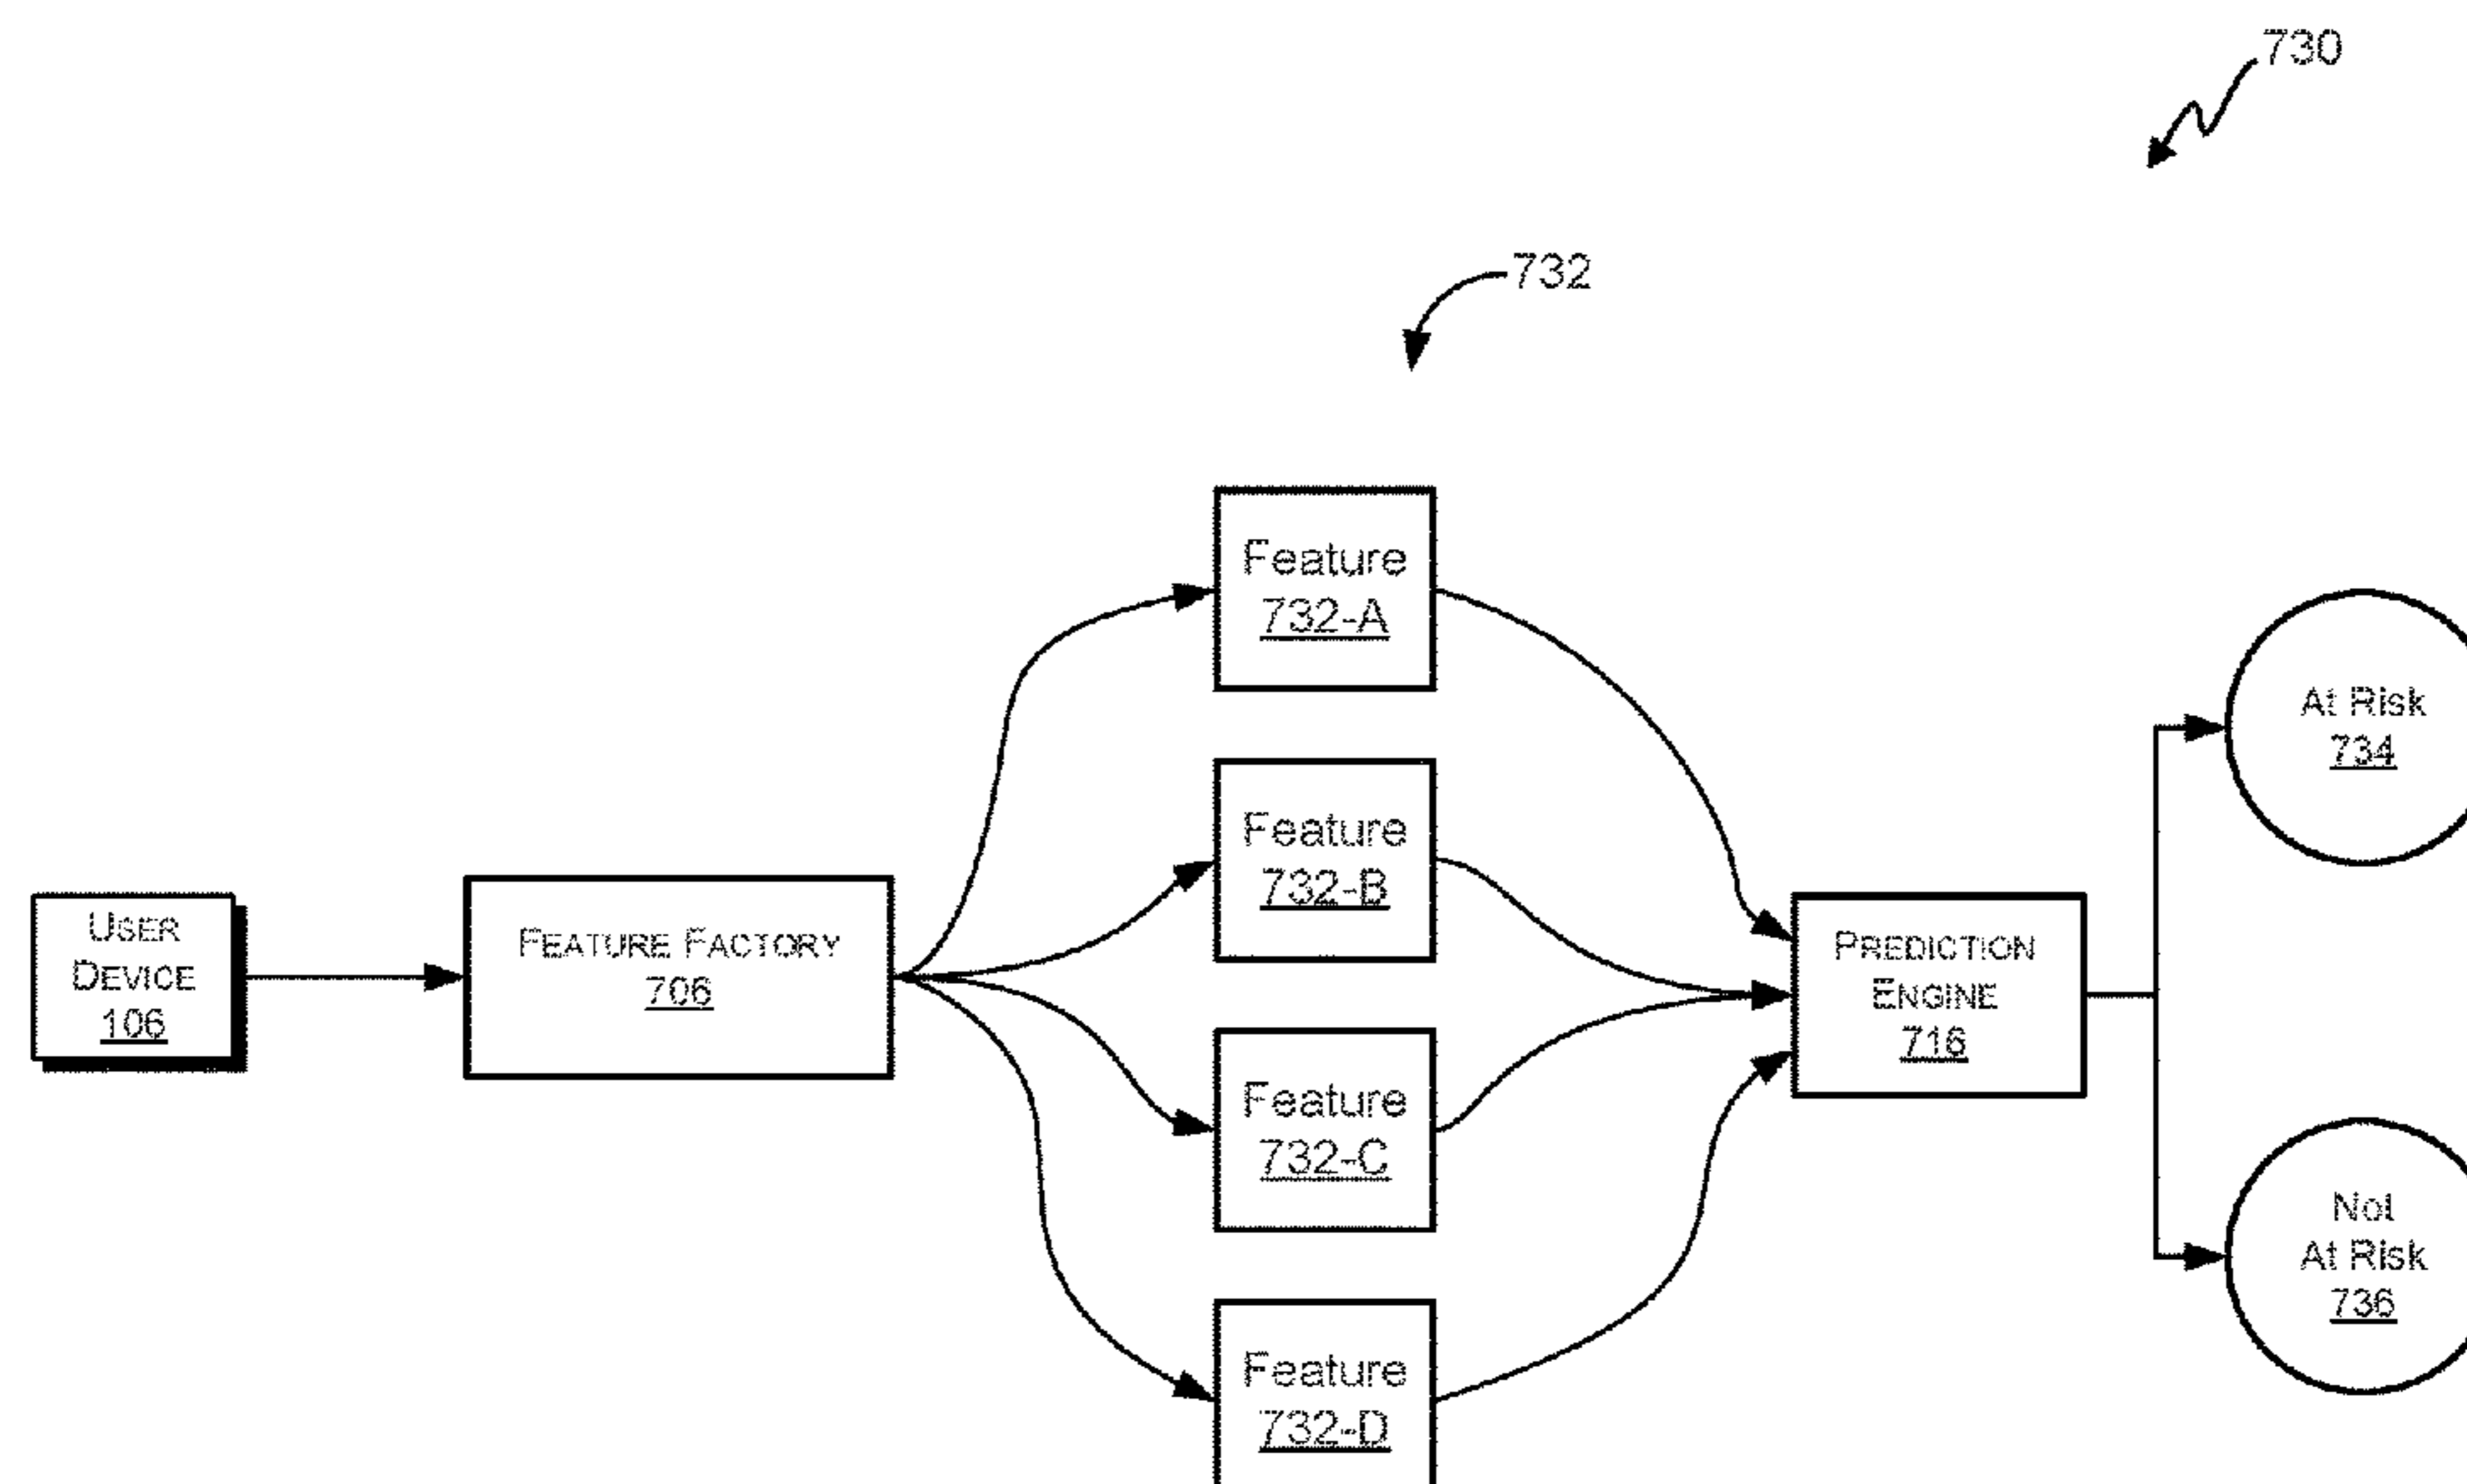 730
732
Feature
732-A
At Risk
734
Feature
732-B
USER
DEVICE
106
FEATURE FACTORY
706
PREDICTION
ENGINE
716
Feature
732-C
Not
At Risk
736
Feature
732-D